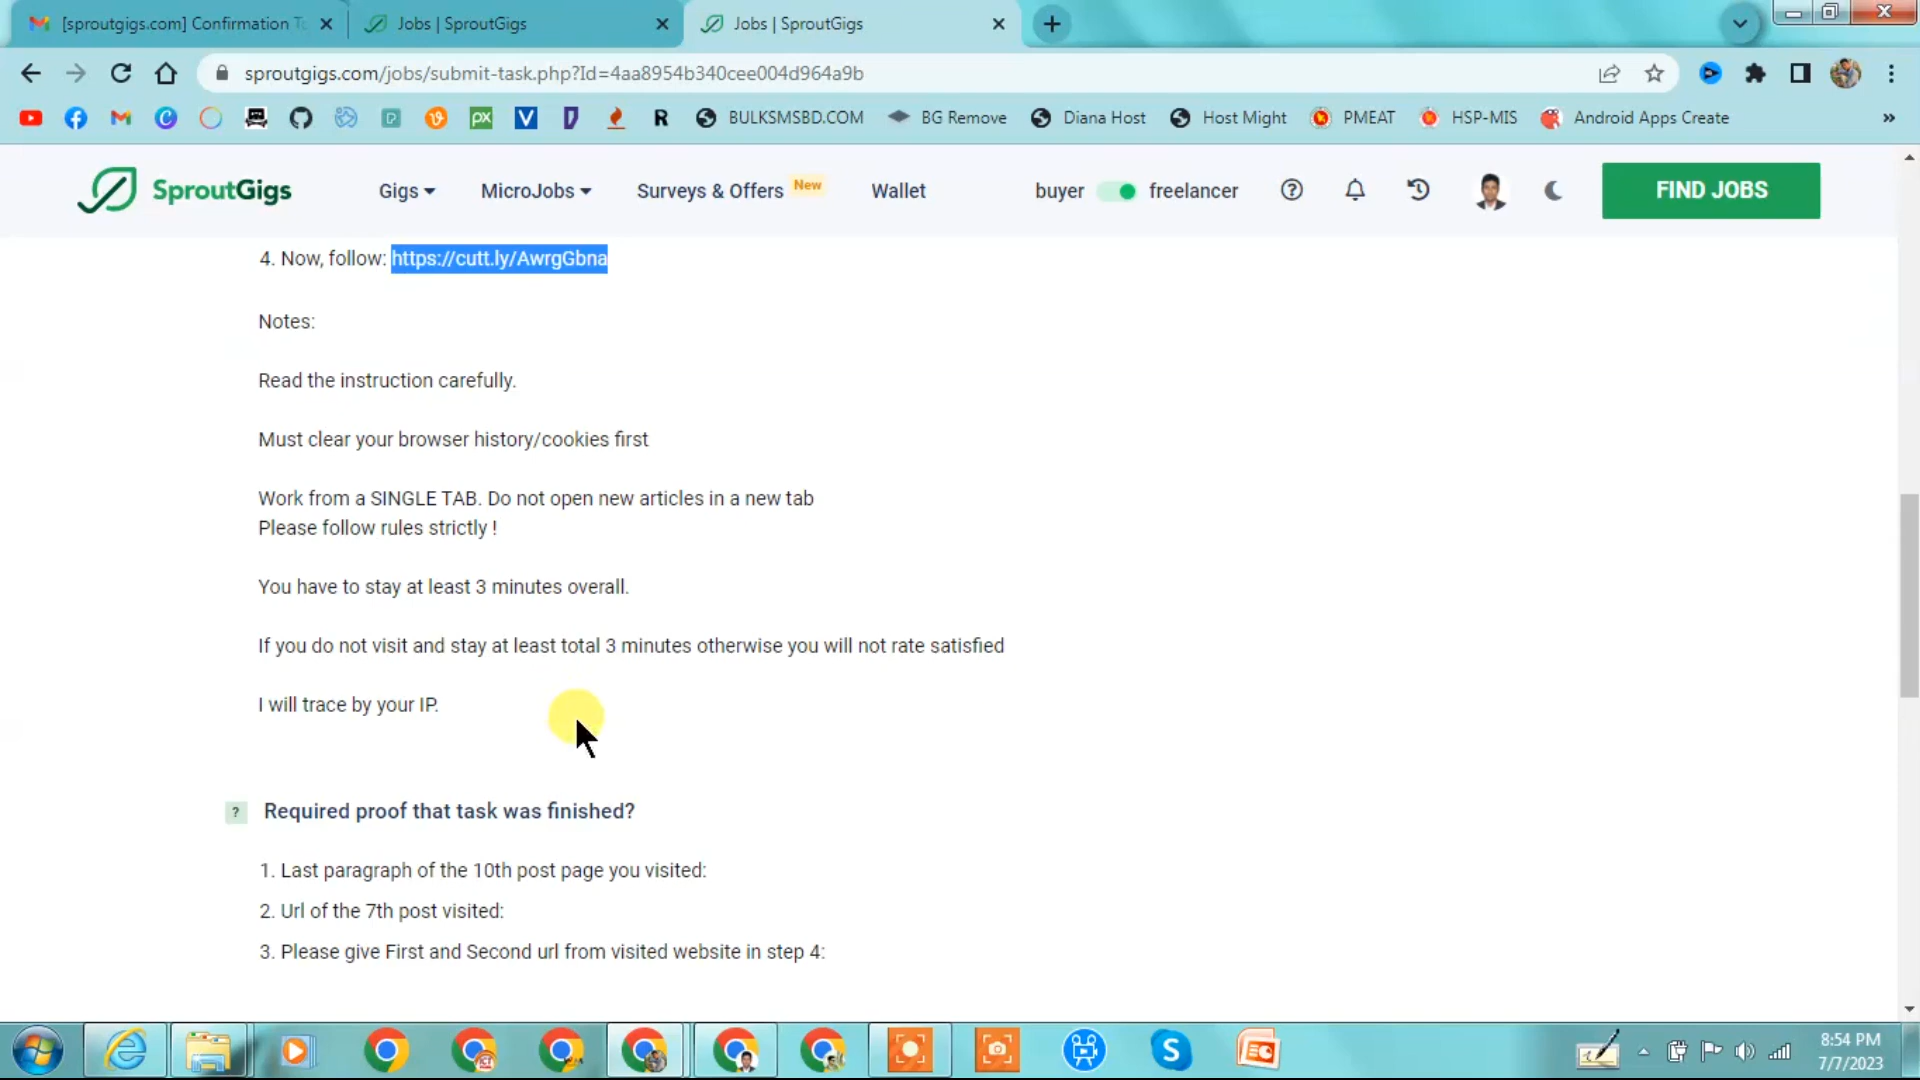 [sproutgigs.com] Confirmation T
Jobs | SproutGigs
Jobs | SproutGigs
sproutgigs.com/jobs/submit-task.php?Id=4aa8954b340cee004d964a9b
BULKSMSBD.COM
BG Remove
Diana Host
Host Might
PMEAT
HSP-MIS
Android Apps Create
SproutGigs
Gigs
MicroJobs
Surveys & Offers New
Wallet
buyer
freelancer
FIND JOBS
4. Now, follow: https://cutt.ly/AwrgGbna
Notes:
Read the instruction carefully.
Must clear your browser history/cookies first
Work from a SINGLE TAB. Do not open new articles in a new tab
Please follow rules strictly !
You have to stay at least 3 minutes overall.
If you do not visit and stay at least total 3 minutes otherwise you will not rate satisfied
I will trace by your IP.
? Required proof that task was finished?
1. Last paragraph of the 10th post page you visited:
2. Url of the 7th post visited:
3. Please give First and Second url from visited website in step 4:
8:54 PM
7/7/2023